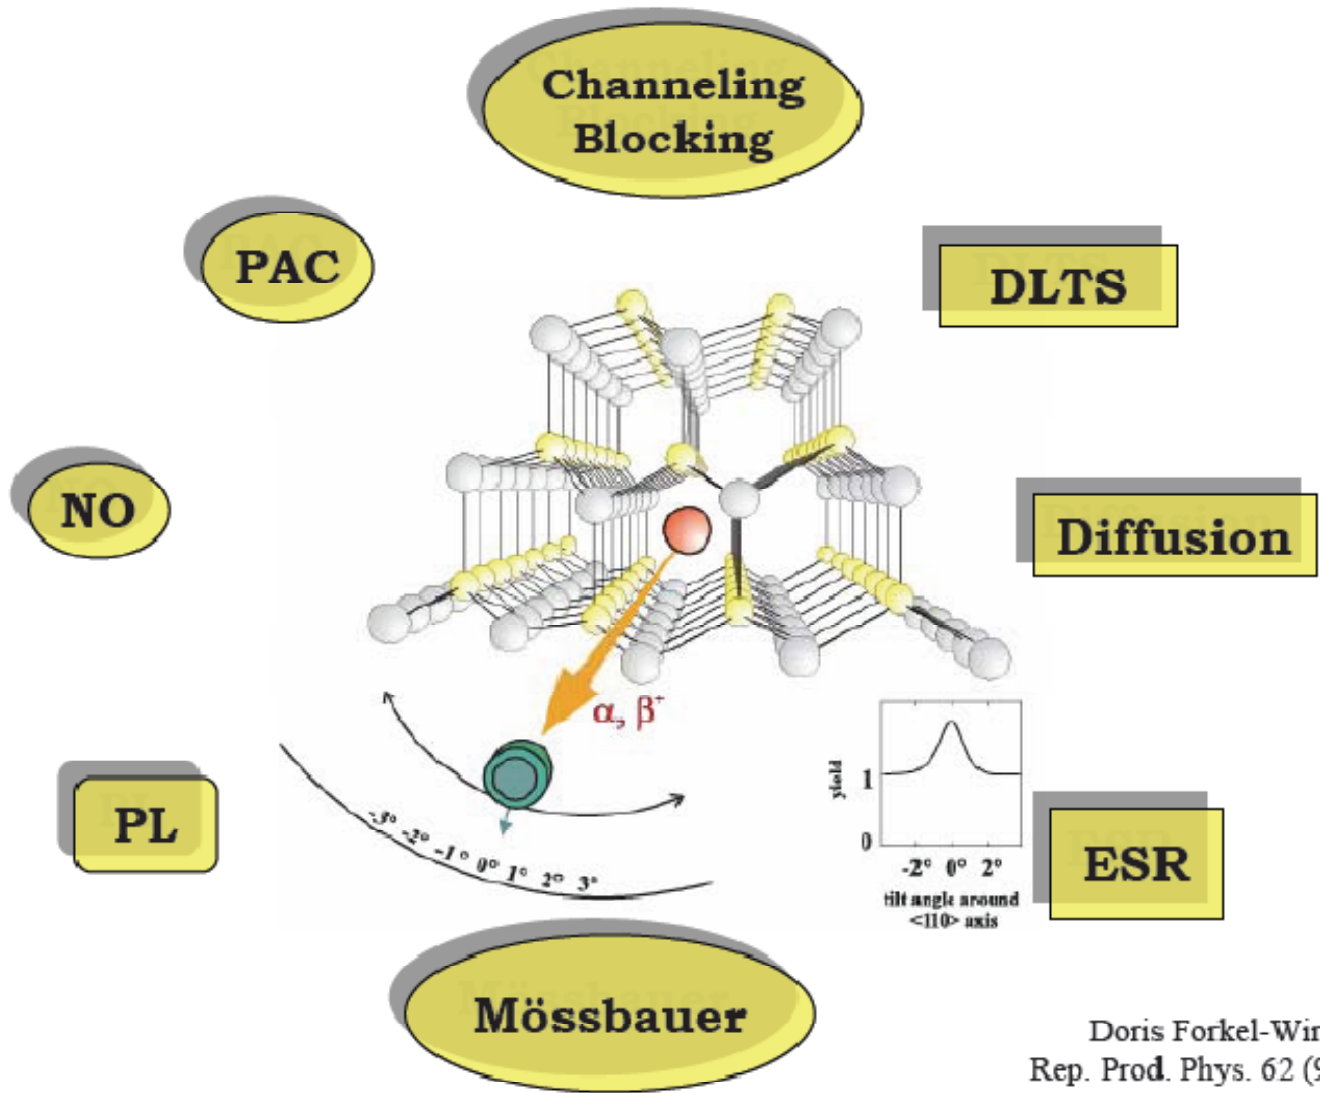 Channeling
Blocking
PAC
DLTS
NO
Diffusion
α, β⁺
PL
-3° -2° -1° 0° 1° 2° 3°
yield
1
0
-2° 0° 2°
tilt angle around
<110> axis
ESR
Mössbauer
Doris Forkel-Wir
Rep. Prod. Phys. 62 (9